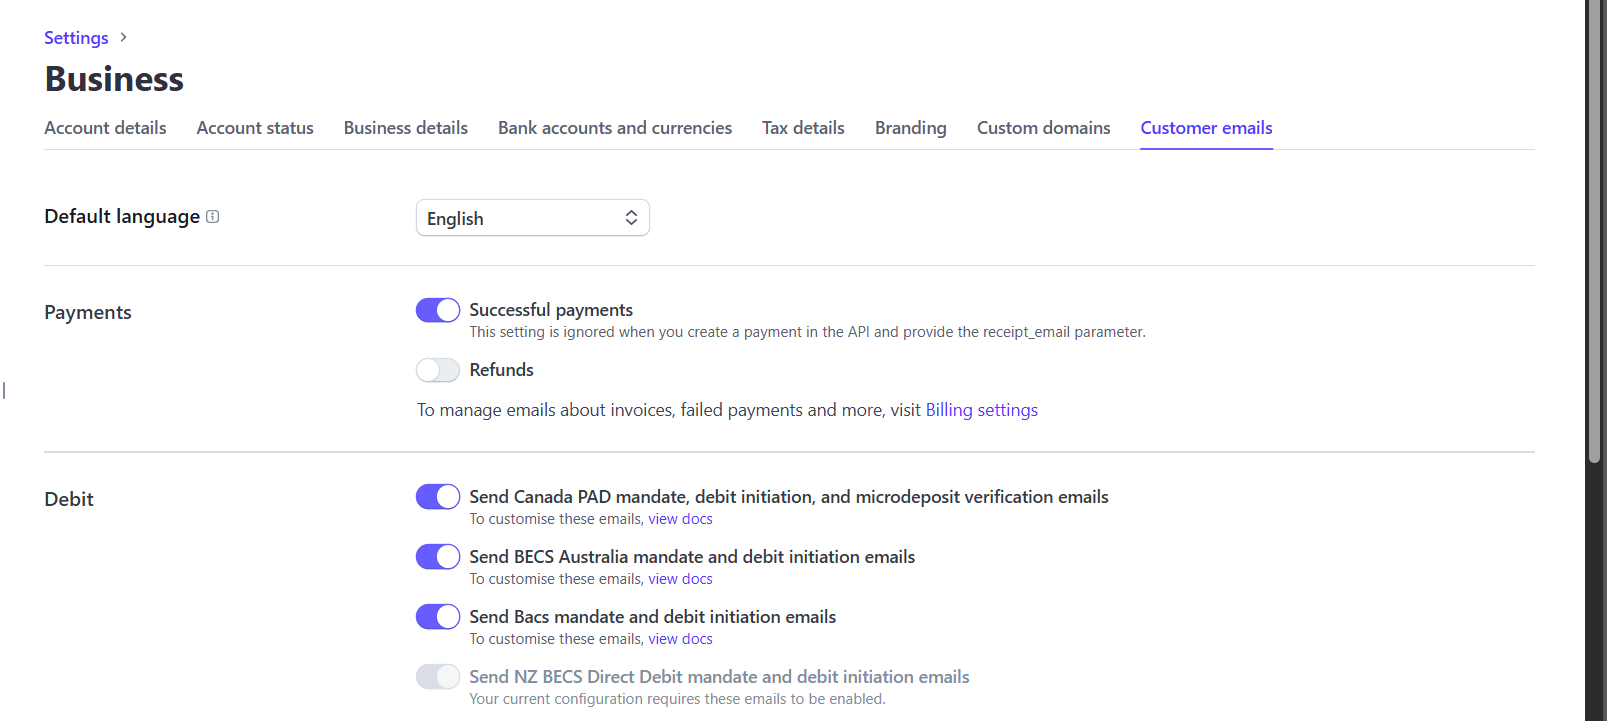 Settings
Business
Account details Account status Business details Bank accounts and currencies Tax details Branding Custom domains Customer emails
Default language
English
Payments
Successful payments
This setting is ignored when you create a payment in the API and provide the receipt_email parameter.
Refunds
To manage emails about invoices, failed payments and more, visit Billing settings
Debit
Send Canada PAD mandate, debit initiation, and microdeposit verification emails
To customise these emails, view docs
Send BECS Australia mandate and debit initiation emails
To customise these emails, view docs
Send Bacs mandate and debit initiation emails
To customise these emails, view docs
Send NZ BECS Direct Debit mandate and debit initiation emails
Your current configuration requires these emails to be enabled.